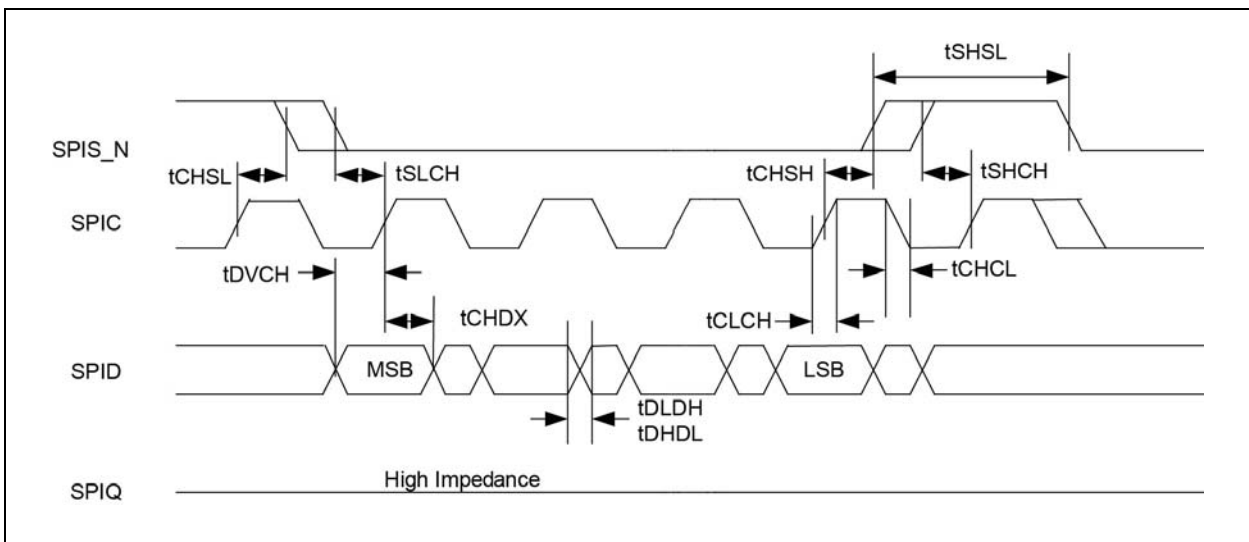 tSHSL
SPIS_N
tCHSL
tSLCH
tCHSH
tSHCH
SPIC
tDVCH
tCHCL
tCHDX
tCLCH
SPID
MSB
LSB
tDLDH
tDHDL
High Impedance
SPIQ